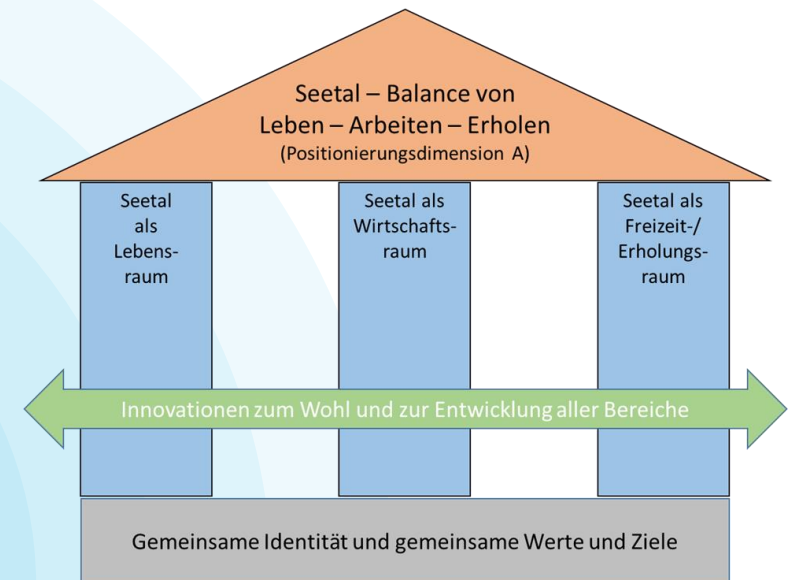 Seetal – Balance von
Leben – Arbeiten – Erholen
(Positionierungsdimension A)
Seetal
als
Lebens-
raum
Seetal als
Wirtschafts-
raum
Seetal als
Freizeit-/
Erholungs-
raum
Innovationen zum Wohl und zur Entwicklung aller Bereiche
Gemeinsame Identität und gemeinsame Werte und Ziele